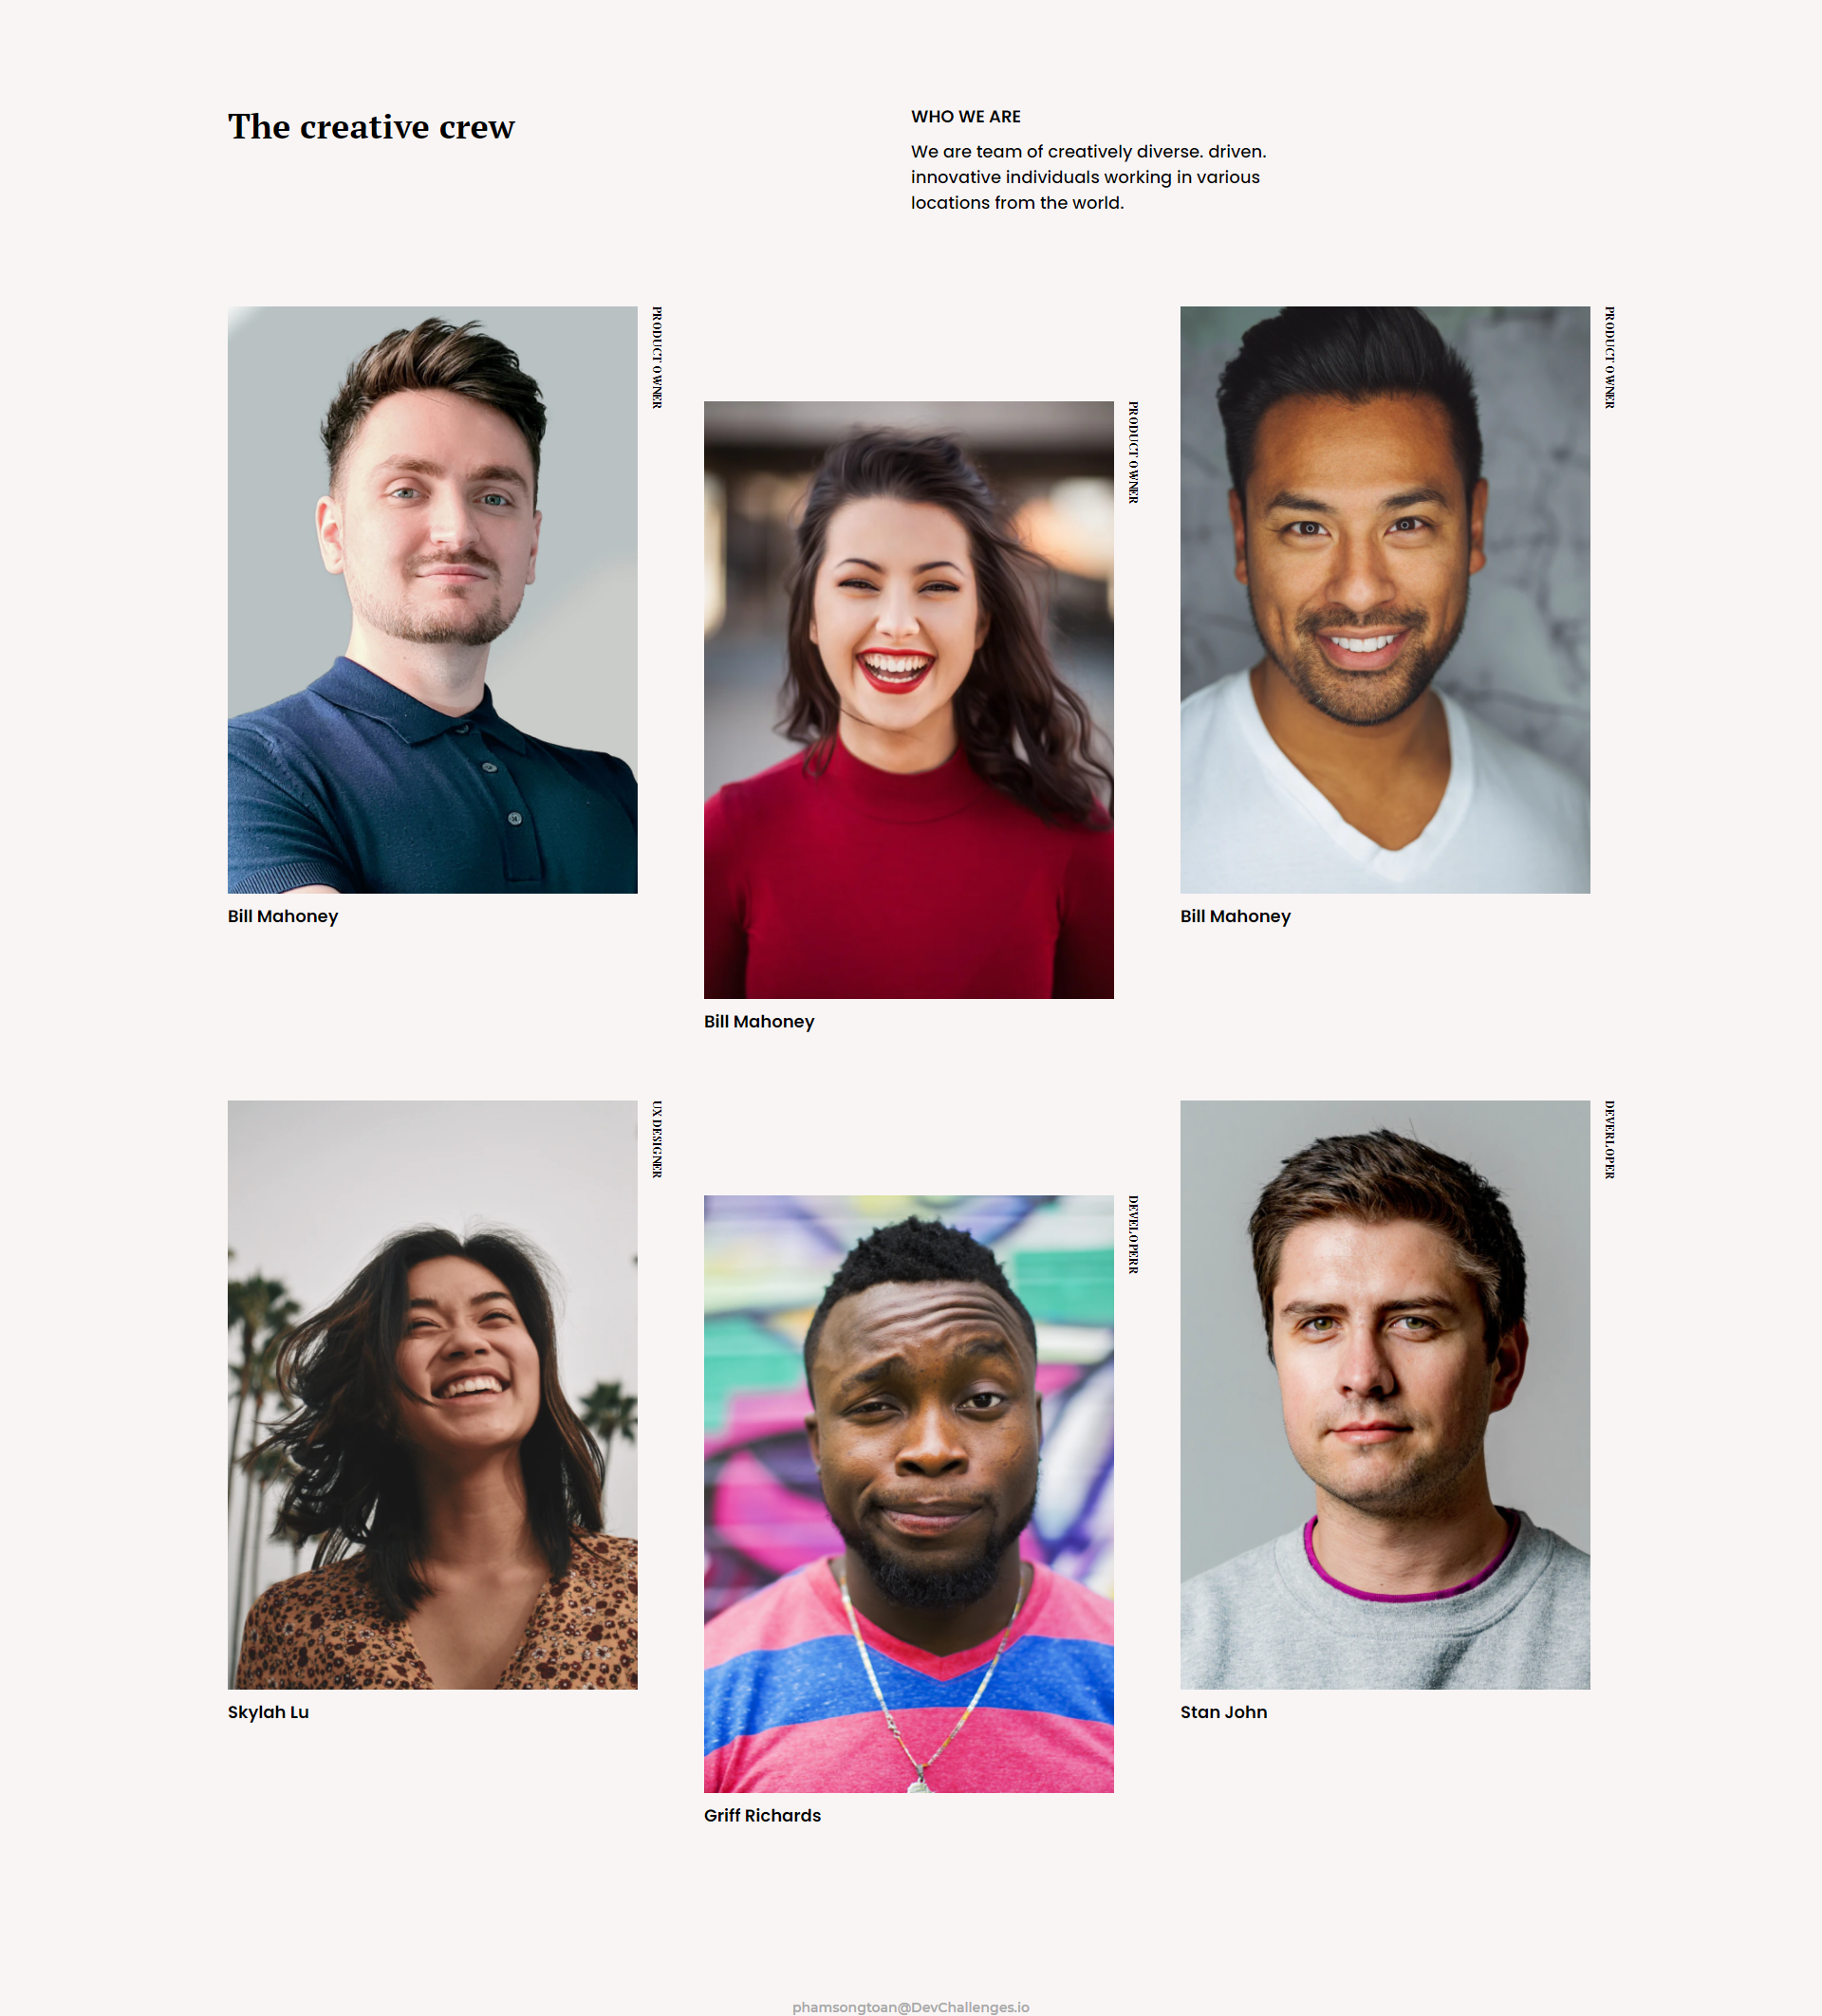 The creative crew
WHO WE ARE
We are team of creatively diverse. driven.
innovative individuals working in various
locations from the world.
PRODUCT OWNER
Bill Mahoney
PRODUCT OWNER
Bill Mahoney
PRODUCT OWNER
Bill Mahoney
UX DESIGNER
Skylah Lu
DEVELOPERR
Griff Richards
DEVERLOPER
Stan John
phamsongtoan@DevChallenges.io